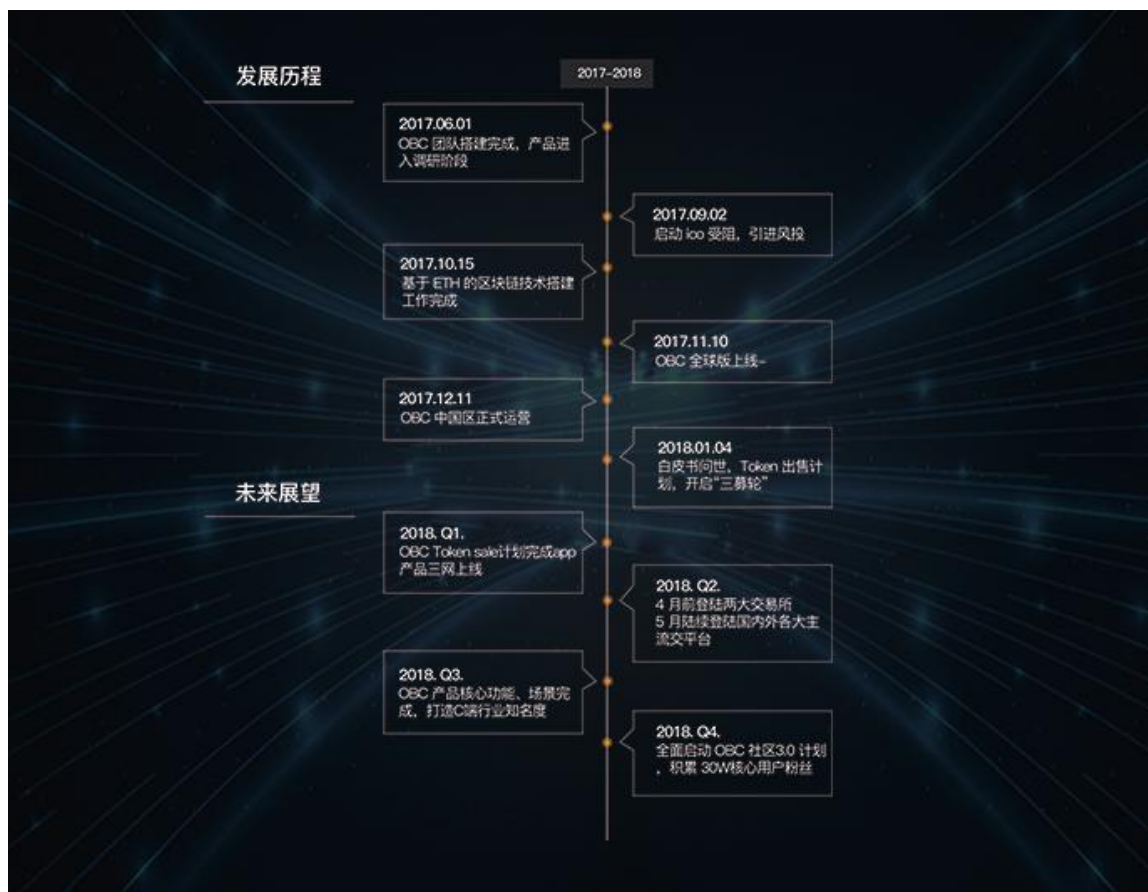 发展历程
2017-2018
2017.06.01
OBC 团队搭建完成，产品进
入调研阶段
2017.09.02
启动 ico 受阻，引进风投
2017.10.15
基于 ETH 的区块链技术搭建
工作完成
2017.11.10
OBC 全球版上线-
2017.12.11
OBC 中国区正式运营
2018.01.04
白皮书问世，Token 出售计
划，开启“三募轮”
未来展望
2018. Q1.
OBC Token sale计划完成app
产品三网上线
2018. Q2.
4 月前登陆两大交易所
5 月陆续登陆国内外各大主
流交平台
2018. Q3.
OBC 产品核心功能、场景完
成，打造C端行业知名度
2018. Q4.
全面启动 OBC 社区3.0 计划
，积累 30W核心用户粉丝